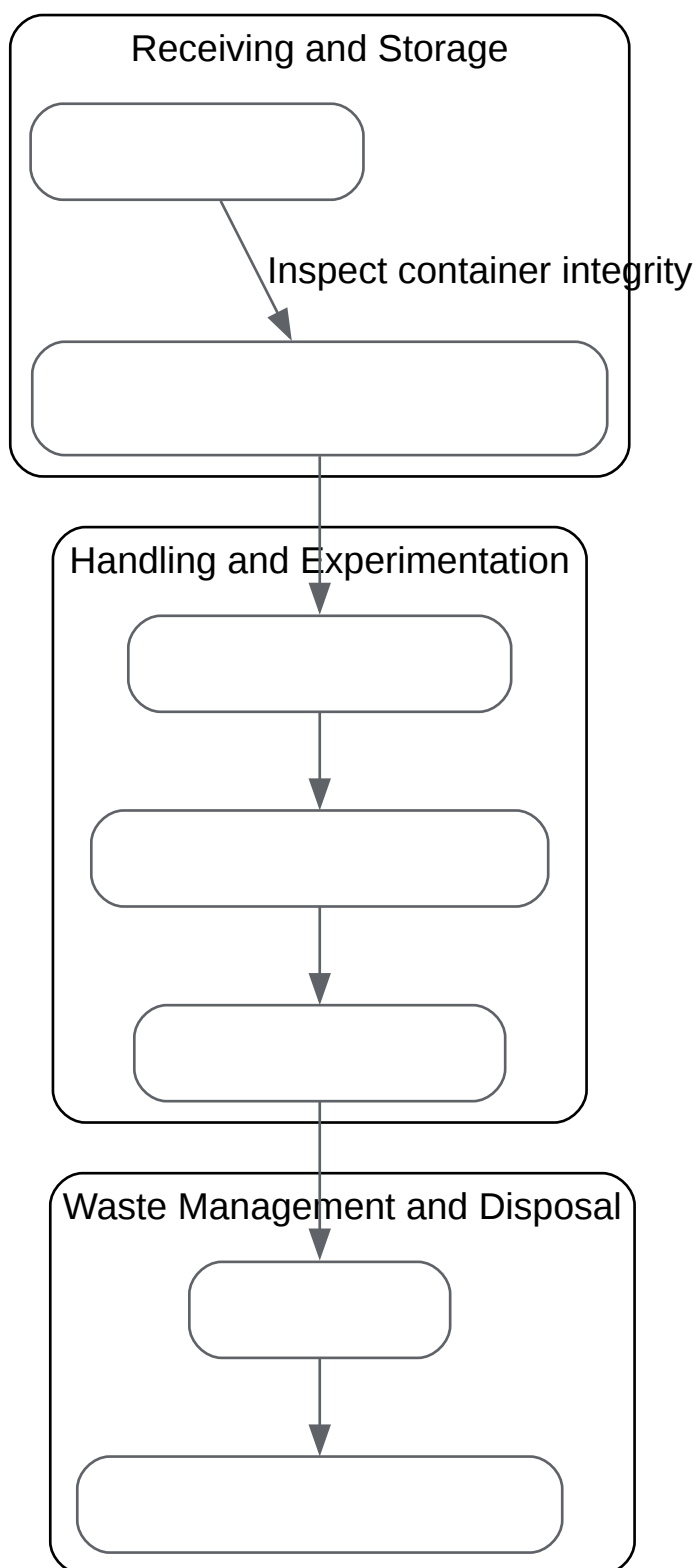 Receiving and Storage
Inspect container integrity
Handling and Experimentation
Waste Management and Disposal